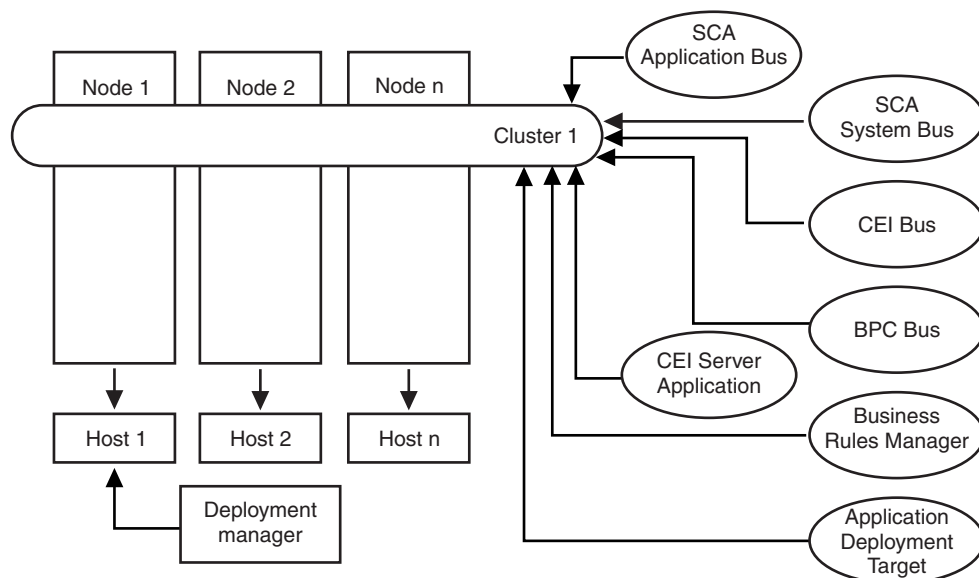 SCA
Application Bus
Node 1
Node 2
Node n
SCA
System Bus
Cluster 1
CEI Bus
BPC Bus
CEI Server
Application
Host 1
Host 2
Host n
Business
Rules Manager
Deployment
manager
Application
Deployment
Target